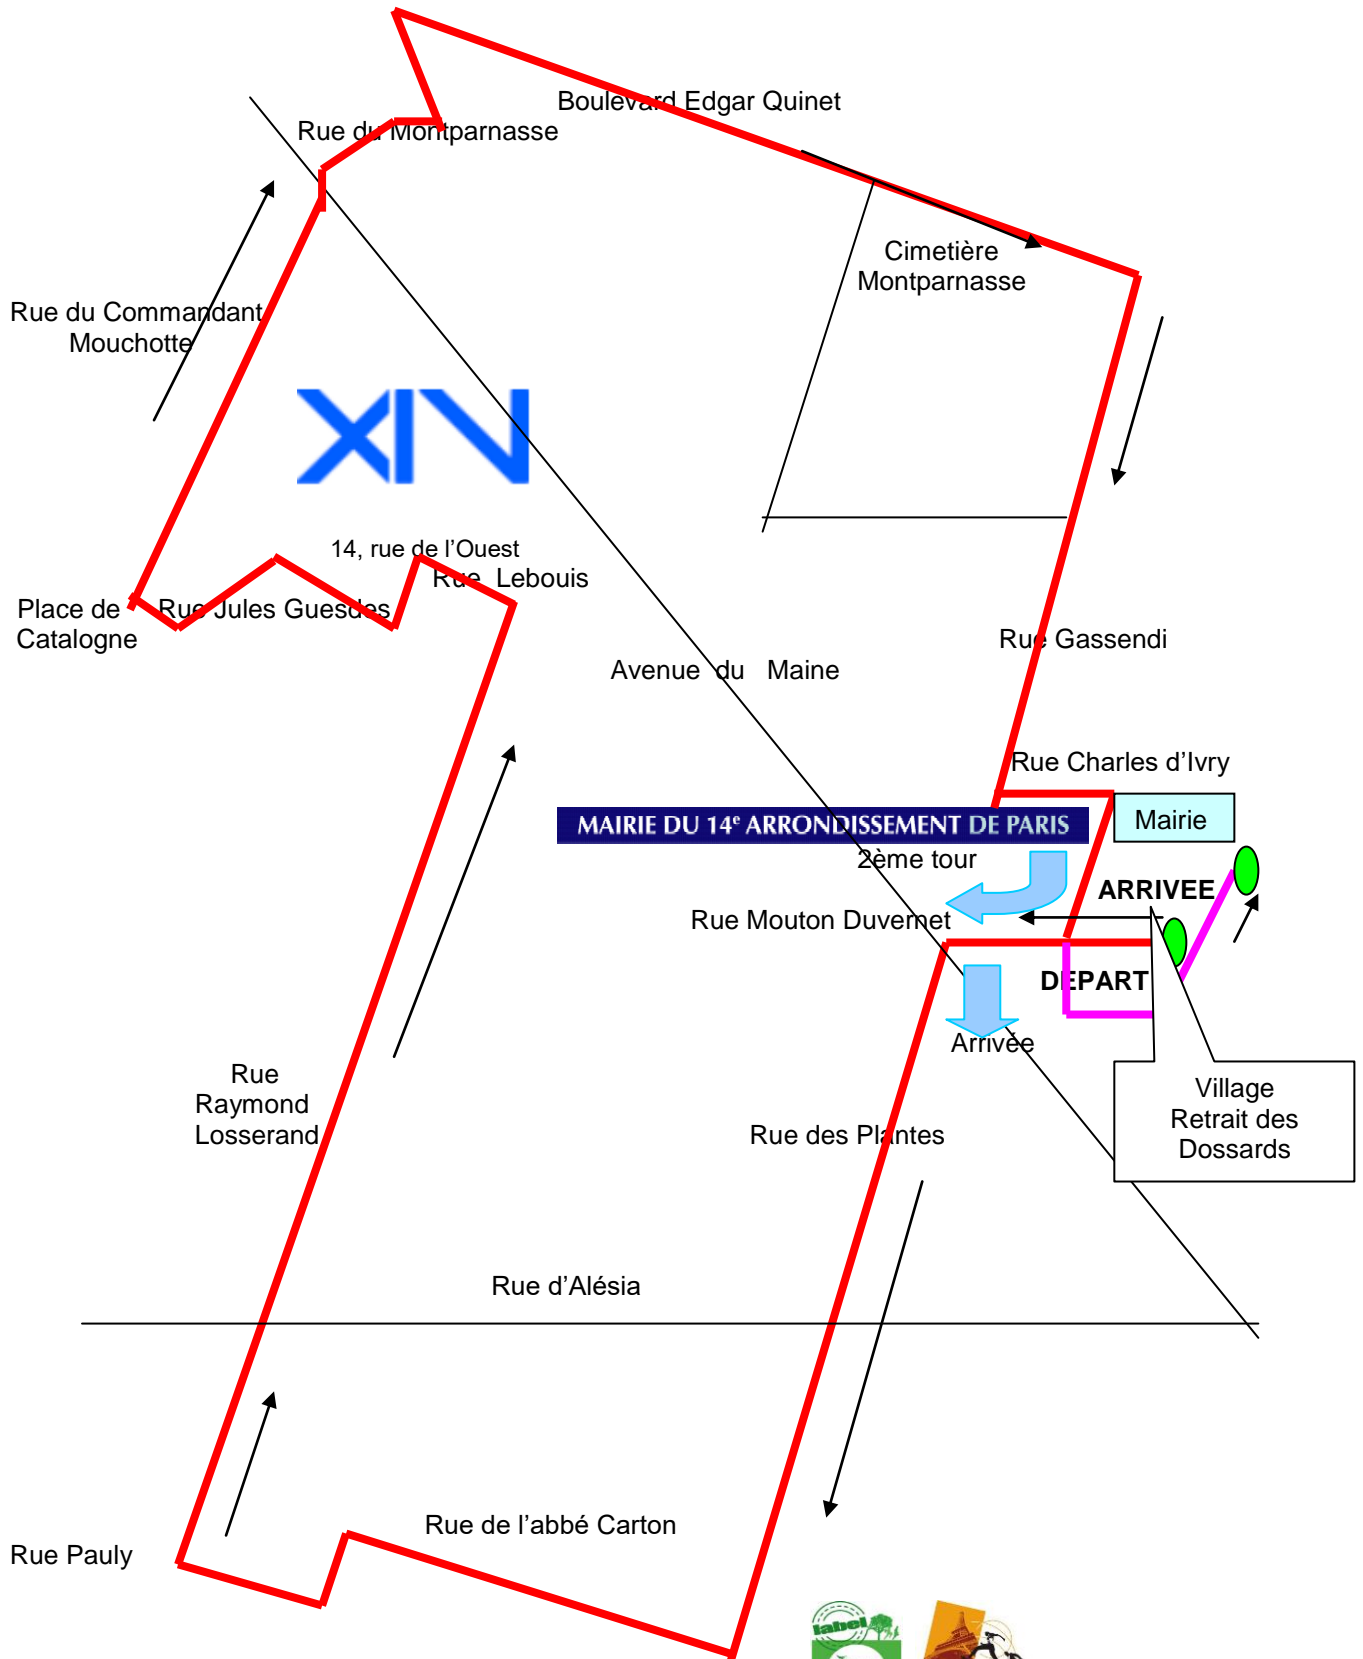 Boulevard Edgar Quinet
Rue du Montparnasse
Cimetière
Montparnasse
Rue du Commandant
Mouchotte
XIV
14, rue de l'Ouest
Rue Lebouis
Place de
Catalogne
Rue Jules Guesdes
Rue Gassendi
Avenue du Maine
Rue Charles d'Ivry
MAIRIE DU 14e ARRONDISSEMENT DE PARIS
Mairie
2ème tour
ARRIVEE
Rue Mouton Duvernet
DEPART
Arrivée
Rue
Raymond
Losserand
Village
Retrait des
Dossards
Rue des Plantes
Rue d'Alésia
Rue de l'abbé Carton
Rue Pauly
label